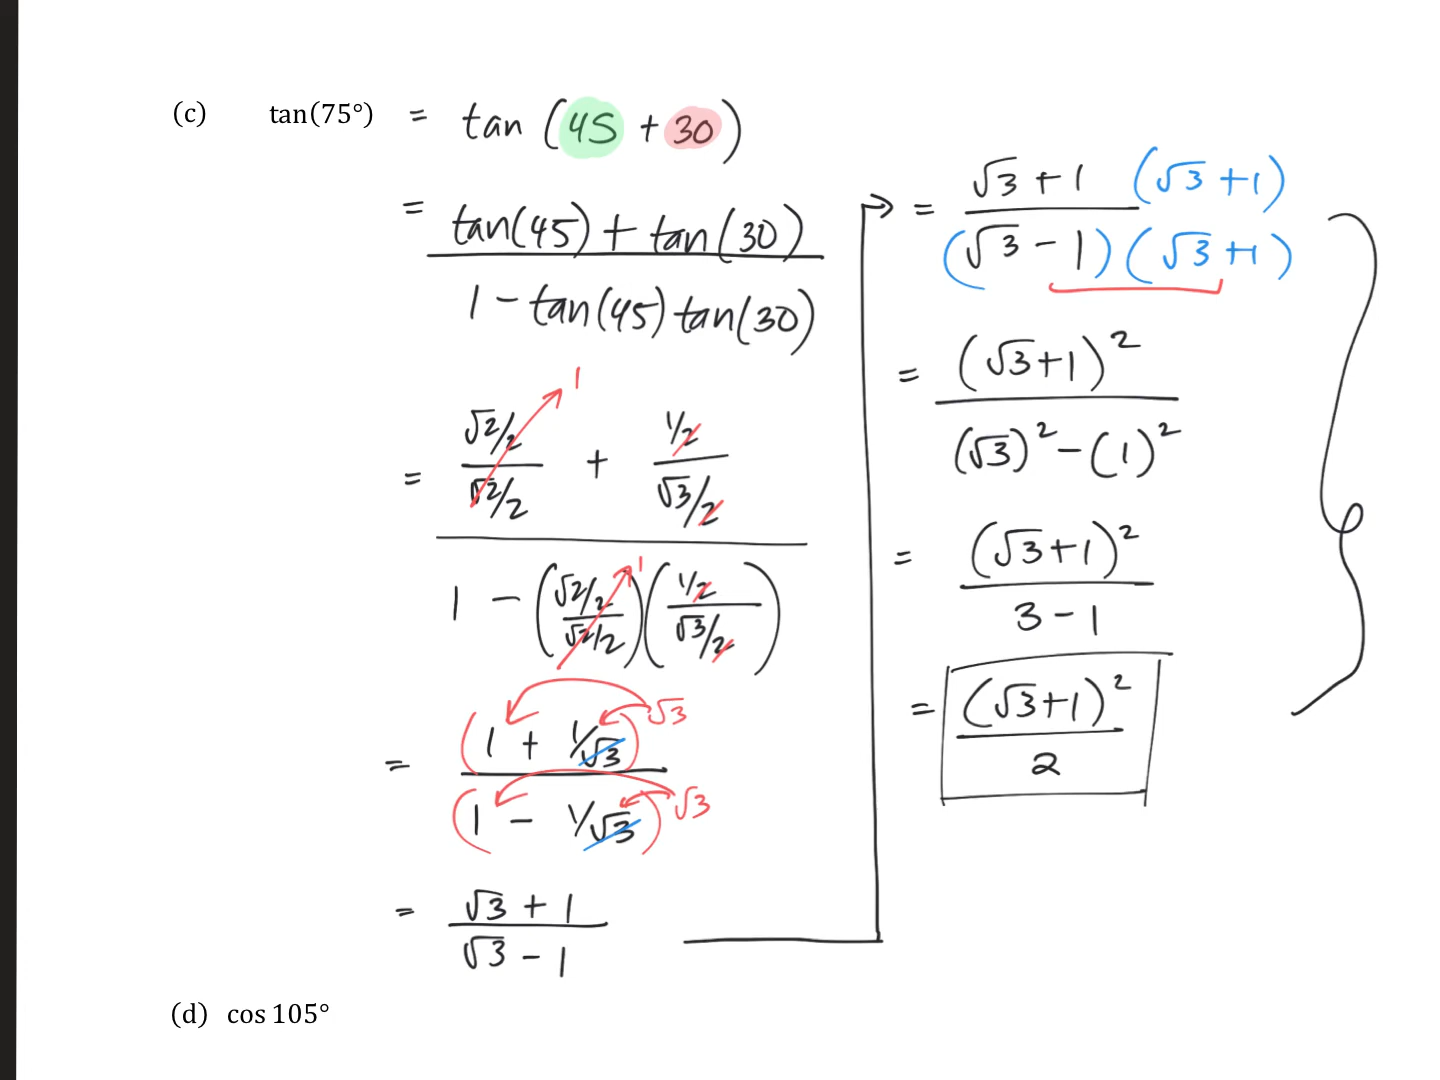 (c) tan(75°) = tan (45 + 30)
= tan(45) + tan(30) / 1 - tan(45) tan(30)
= (√2/2)/(√2/2) 1 + (1/2)/(√3/2) / 1 - ((√2/2)/(√2/2)) 1 ((1/2)/(√3/2))
= (1 + 1/√3) √3 / (1 - 1/√3) √3
= √3 + 1 / √3 - 1
= √3 + 1 (√3 + 1) / (√3 - 1)(√3 + 1)
= (√3+1)² / (√3)² - (1)²
= (√3+1)² / 3 - 1
= (√3+1)² / 2
(d) cos 105°